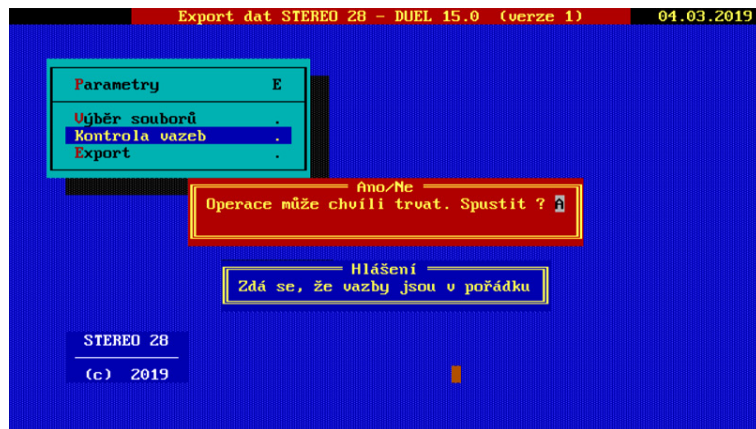 Export dat STEREO 28 - DUEL 15.0 (verze 1) 04.03.2019
Parametry E
Výběr souborů .
Kontrola vazeb .
Export .
Ano/Ne
Operace může chvíli trvat. Spustit ? A
Hlášení
Zdá se, že vazby jsou v pořádku
STEREO 28
(c) 2019